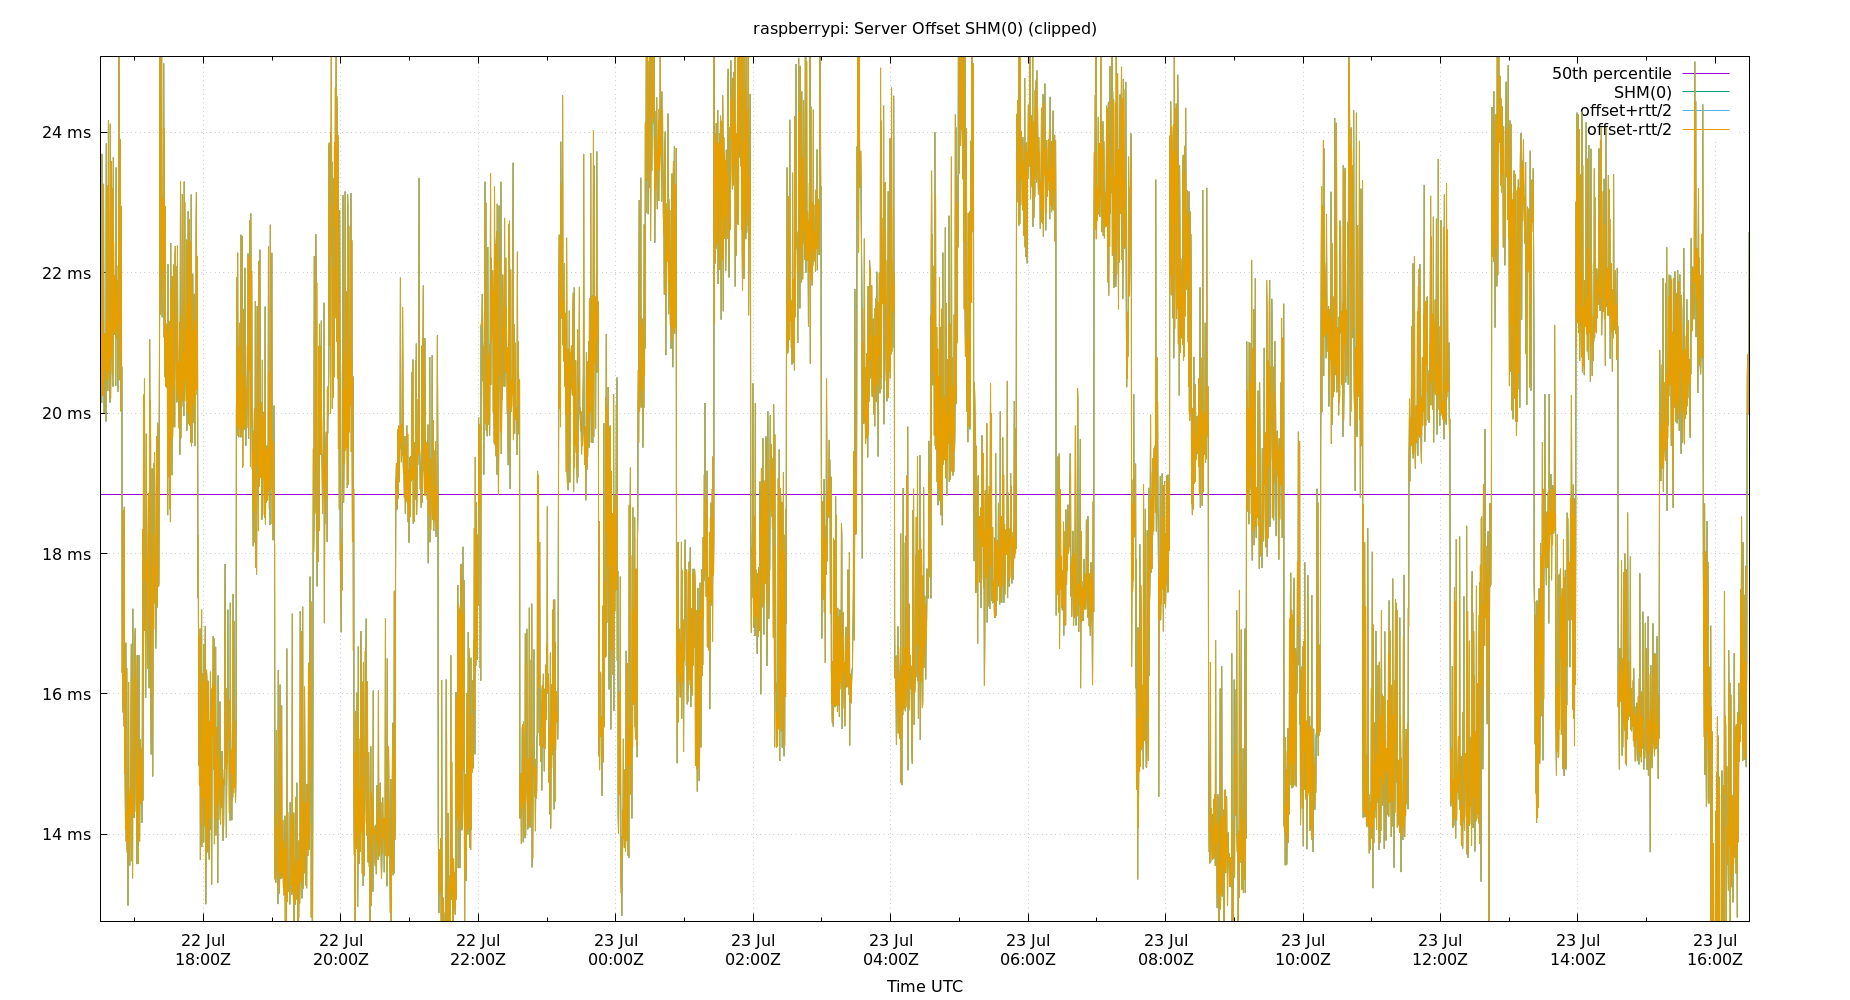 raspberrypi: Server Offset SHM(0) (clipped)
50th percentile
SHM(0)
offset+rtt/2
offset-rtt/2
24 ms
22 ms
20 ms
18 ms
16 ms
14 ms
22 Jul 22 Jul 22 Jul 23 Jul 23 Jul 23 Jul 23 Jul 23 Jul 23 Jul 23 Jul 23 Jul 23 Jul
18:00Z 20:00Z 22:00Z 00:00Z 02:00Z 04:00Z 06:00Z 08:00Z 10:00Z 12:00Z 14:00Z 16:00Z
Time UTC